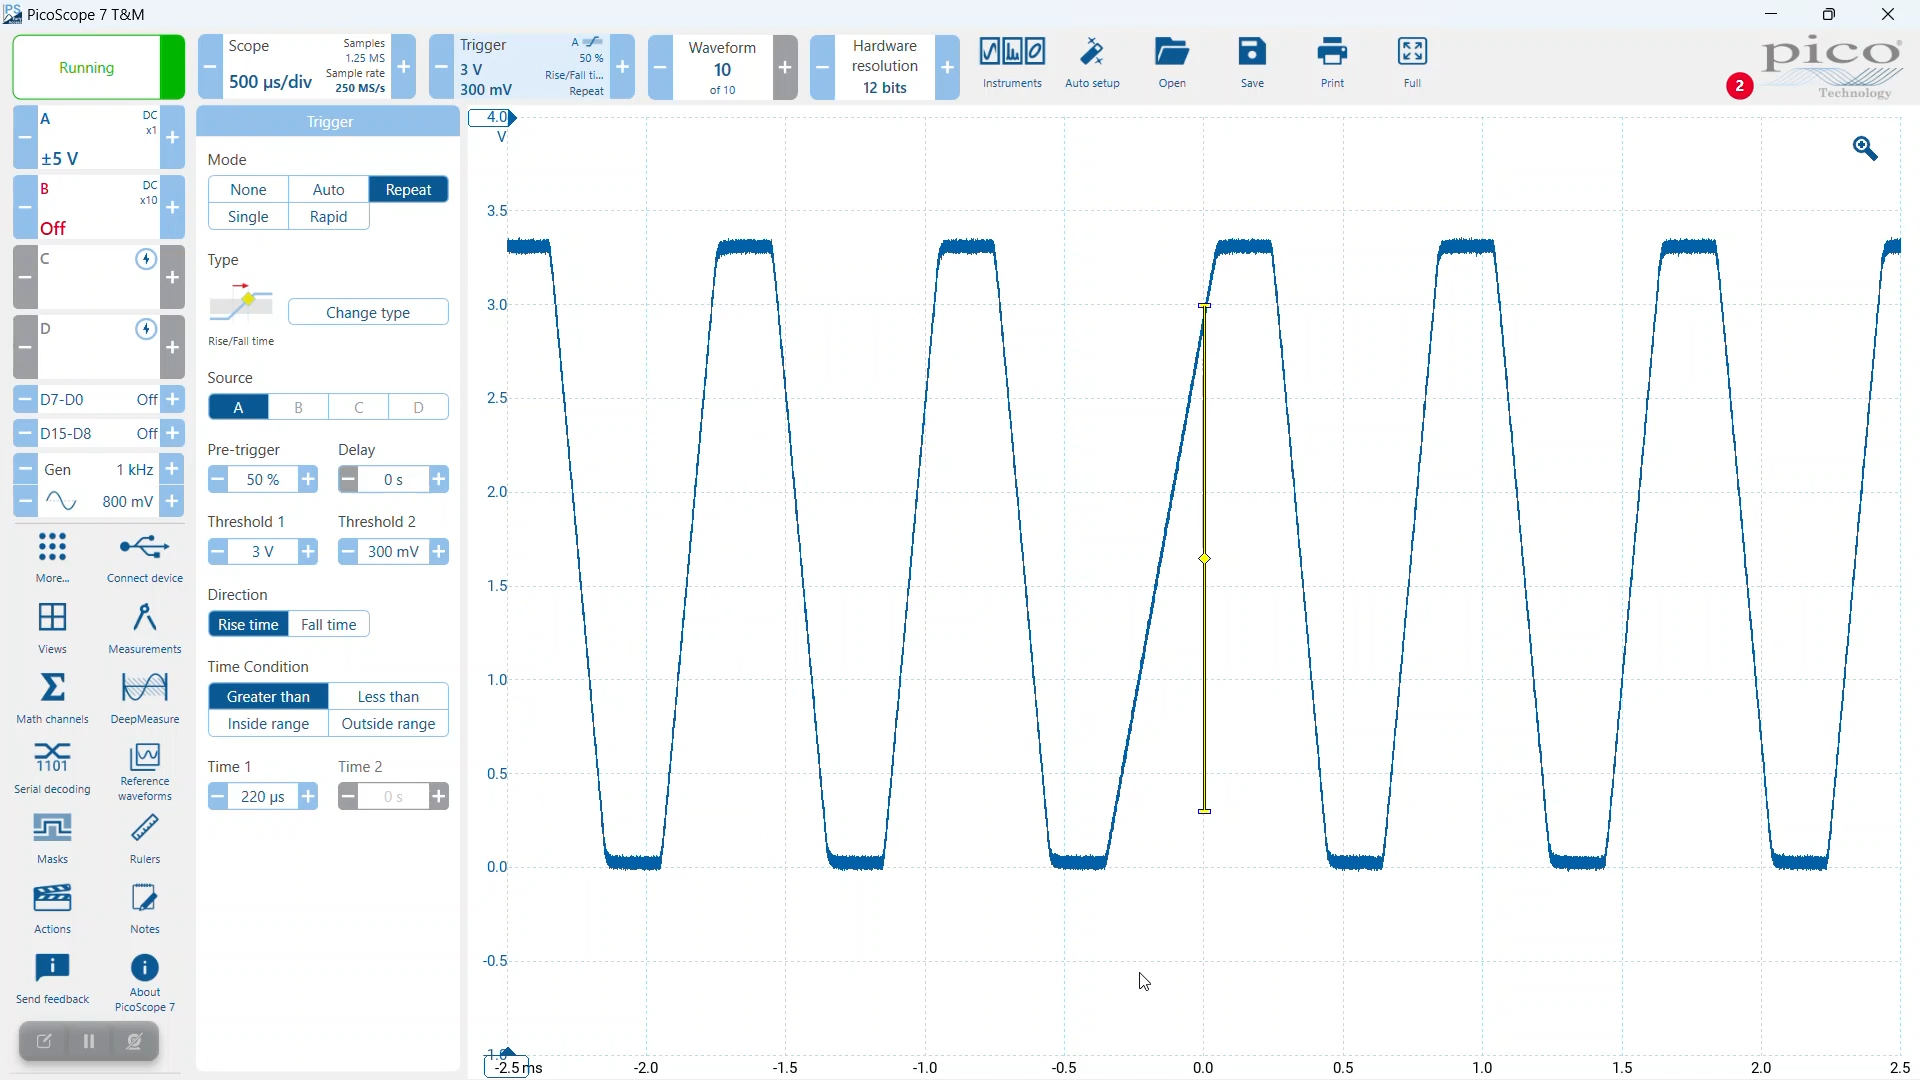 PicoScope 7 T&M
Running
Scope
500 µs/div
Samples
1.25 MS
Sample rate
250 MS/s
Trigger
3 V
300 mV
A
50 %
Rise/Fall ti...
Repeat
Waveform
10
of 10
Hardware
resolution
12 bits
Instruments
Auto setup
Open
Save
Print
Full
2
pico
Technology
A
DC
x1
±5 V
B
DC
x10
Off
C
D
D7-D0 Off
D15-D8 Off
Gen 1 kHz
800 mV
More...
Connect device
Views
Measurements
Math channels
DeepMeasure
1101
Serial decoding
Reference
waveforms
Masks
Rulers
Actions
Notes
Send feedback
About
PicoScope 7
Trigger
Mode
None Auto Repeat
Single Rapid
Type
Change type
Rise/Fall time
Source
A B C D
Pre-trigger Delay
50 % 0 s
Threshold 1 Threshold 2
3 V 300 mV
Direction
Rise time Fall time
Time Condition
Greater than Less than
Inside range Outside range
Time 1 Time 2
220 µs 0 s
4.0
V
3.5
3.0
2.5
2.0
1.5
1.0
0.5
0.0
-0.5
-1.0
-2.5 ms -2.0 -1.5 -1.0 -0.5 0.0 0.5 1.0 1.5 2.0 2.5